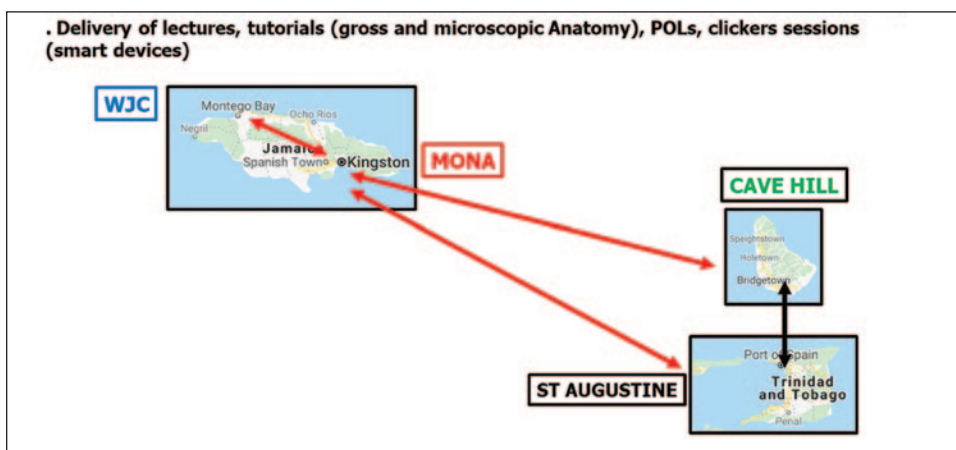 . Delivery of lectures, tutorials (gross and microscopic Anatomy), POLs, clickers sessions
(smart devices)
WJC
Montego Bay
Ocho Rios
Negril
Jamaic
Spanish Town
Kingston
MONA
CAVE HILL
Speightstown
Holetown
Bridgetown
Port of Spain
ST AUGUSTINE
Trinidad
and Tobago
Penal